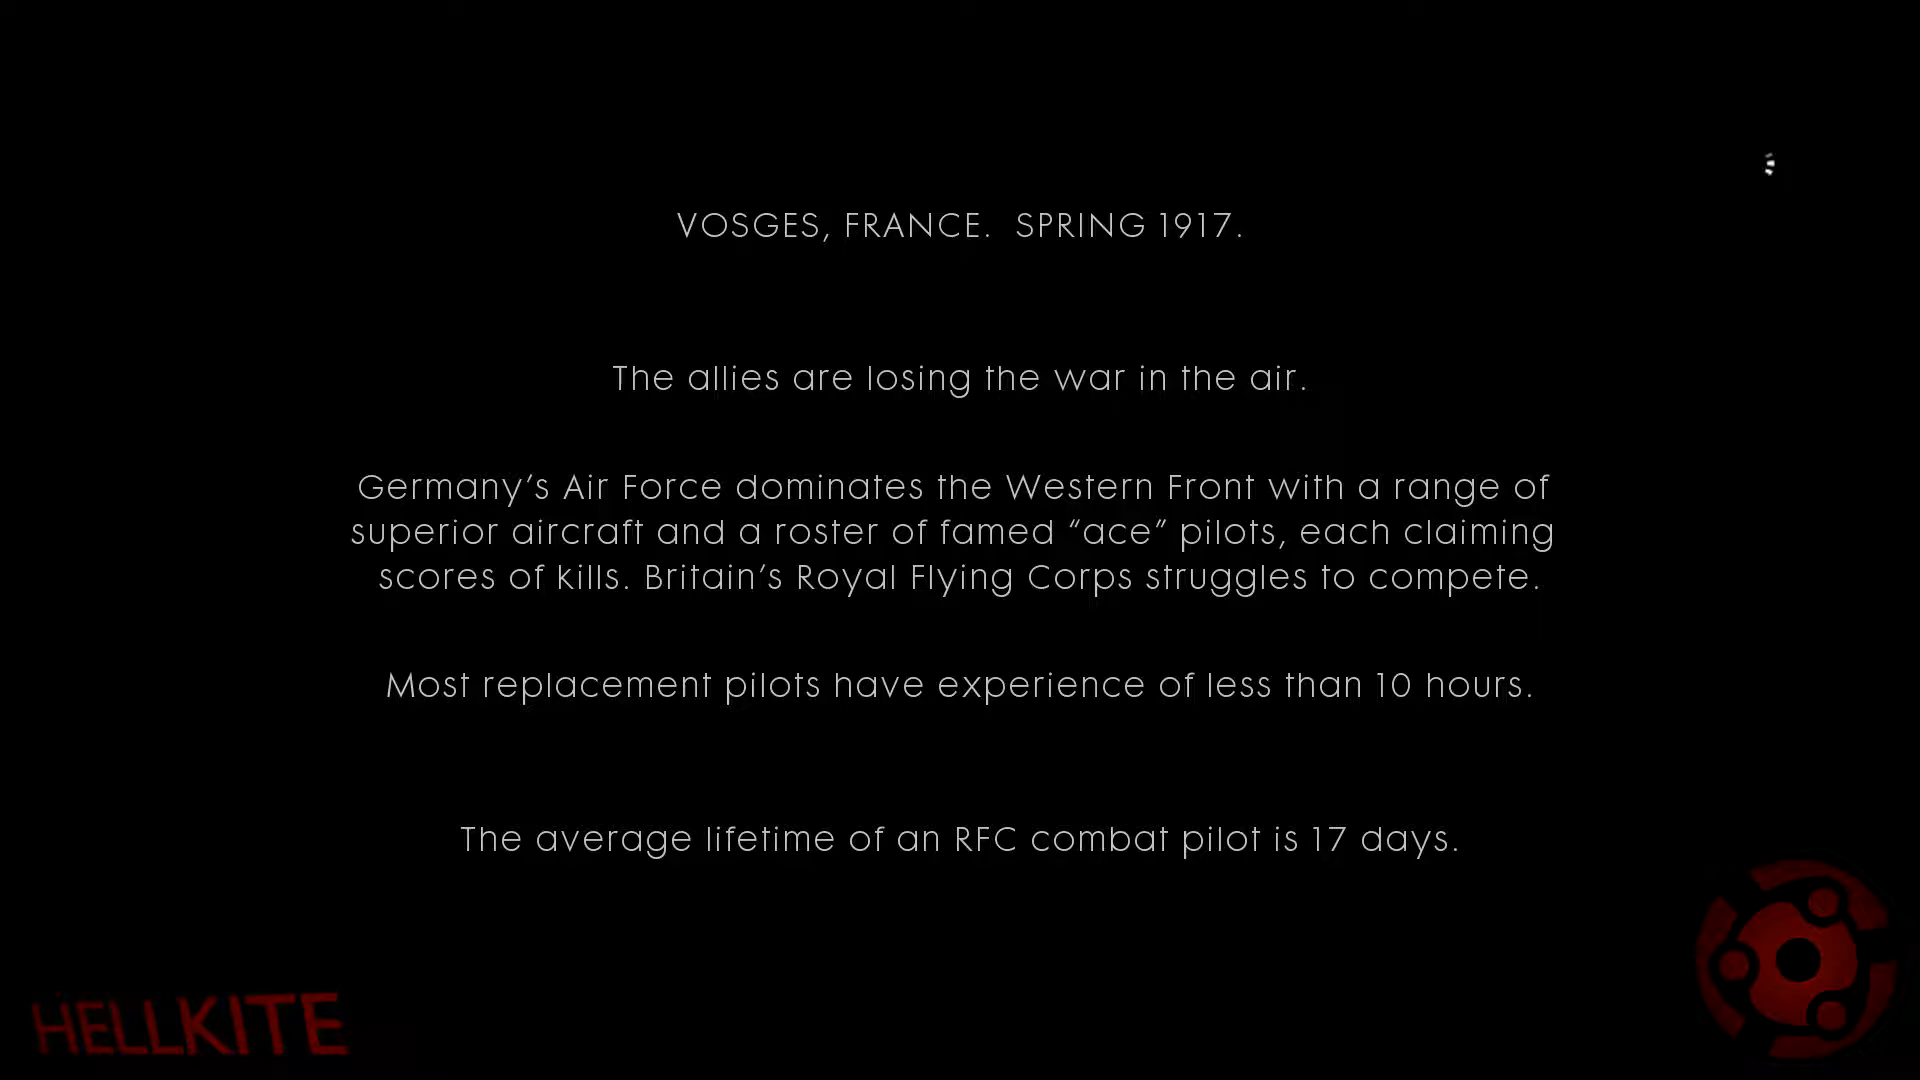 VOSGES, FRANCE.  SPRING 1917.
The allies are losing the war in the air.
Germany’s Air Force dominates the Western Front with a range of
superior aircraft and a roster of famed “ace” pilots, each claiming
scores of kills. Britain’s Royal Flying Corps struggles to compete.
Most replacement pilots have experience of less than 10 hours.
The average lifetime of an RFC combat pilot is 17 days.
HELLKITE